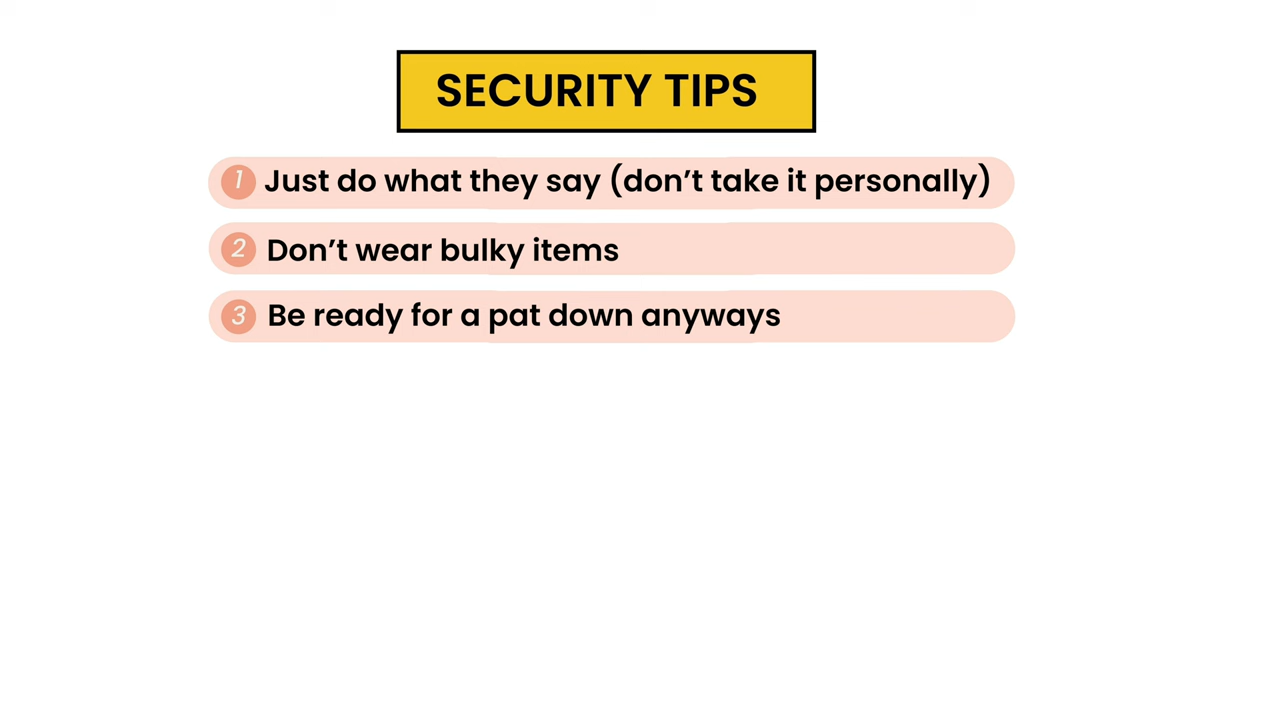 SECURITY TIPS
1 Just do what they say (don’t take it personally)
2 Don’t wear bulky items
3 Be ready for a pat down anyways